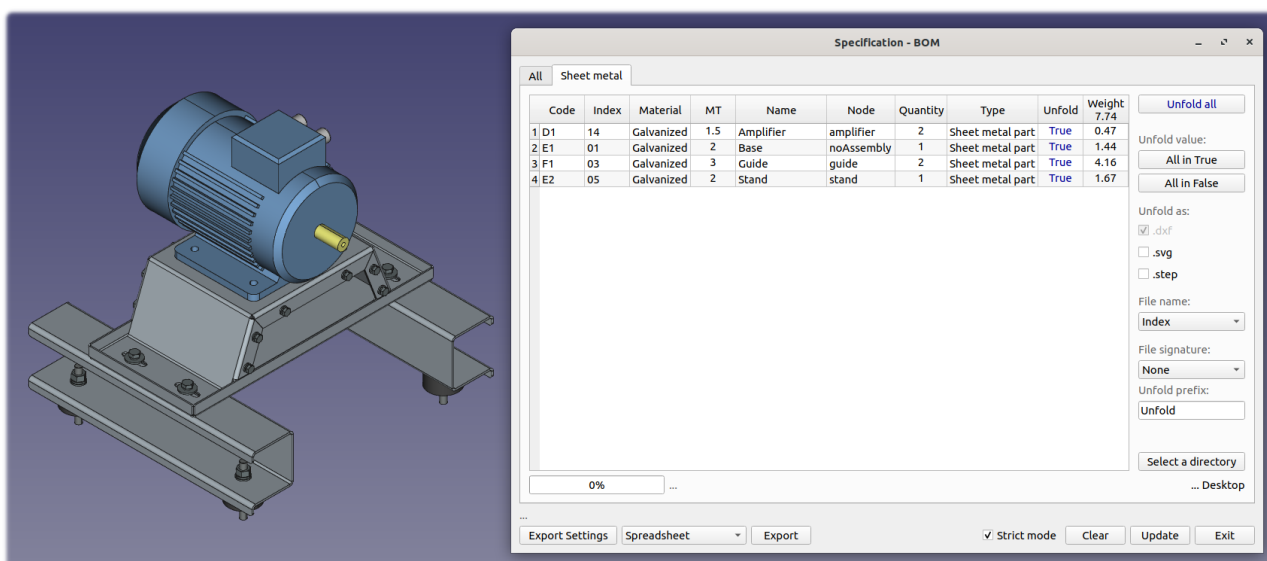 Specification - BOM
All Sheet metal
Code Index Material MT Name Node Quantity Type Unfold Weight 7.74
1 D1 14 Galvanized 1.5 Amplifier amplifier 2 Sheet metal part True 0.47
2 E1 01 Galvanized 2 Base noAssembly 1 Sheet metal part True 1.44
3 F1 03 Galvanized 3 Guide guide 2 Sheet metal part True 4.16
4 E2 05 Galvanized 2 Stand stand 1 Sheet metal part True 1.67
Unfold all
Unfold value:
All in True
All in False
Unfold as:
.dxf
.svg
.step
File name:
Index
File signature:
None
Unfold prefix:
Unfold
Select a directory
0% ...
... Desktop
...
Export Settings Spreadsheet Export Strict mode Clear Update Exit